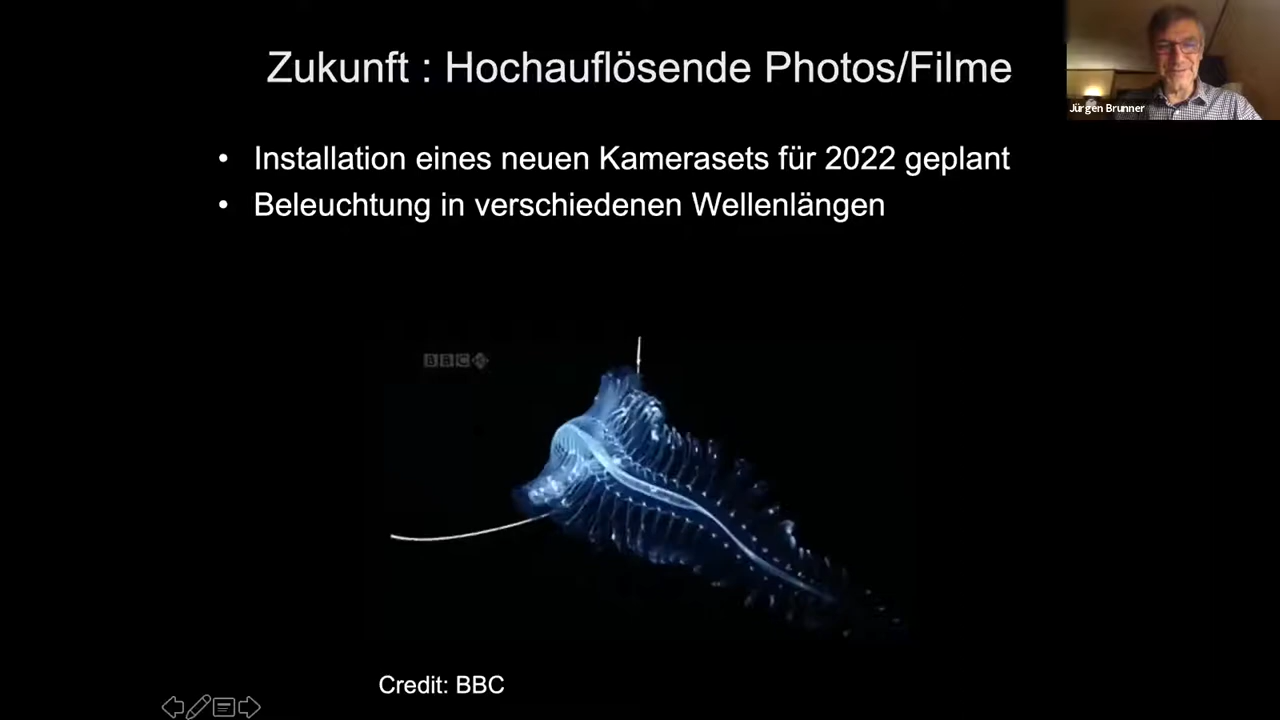 Zukunft : Hochauflösende Photos/Filme
Jürgen Brunner
• Installation eines neuen Kamerasets für 2022 geplant
• Beleuchtung in verschiedenen Wellenlängen
BBC
Credit: BBC